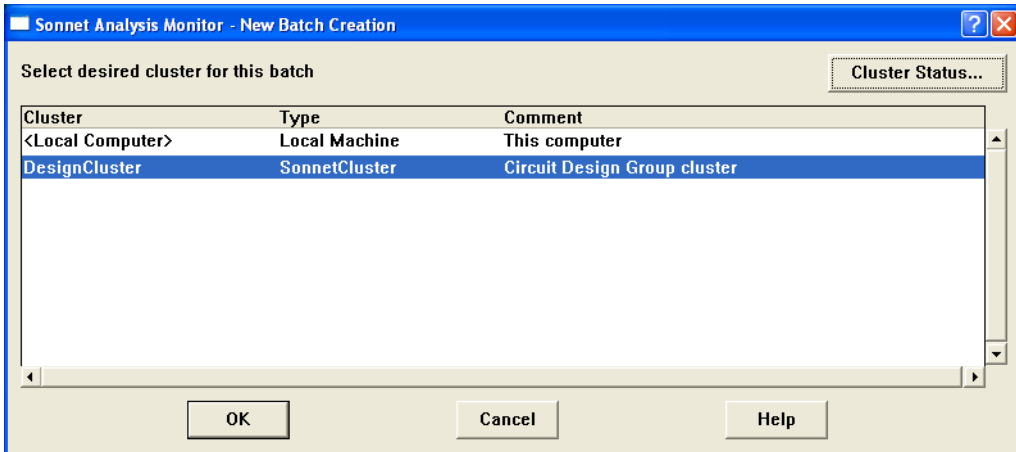 Sonnet Analysis Monitor - New Batch Creation
Select desired cluster for this batch Cluster Status...
Cluster Type Comment
<Local Computer> Local Machine This computer
DesignCluster SonnetCluster Circuit Design Group cluster
OK Cancel Help